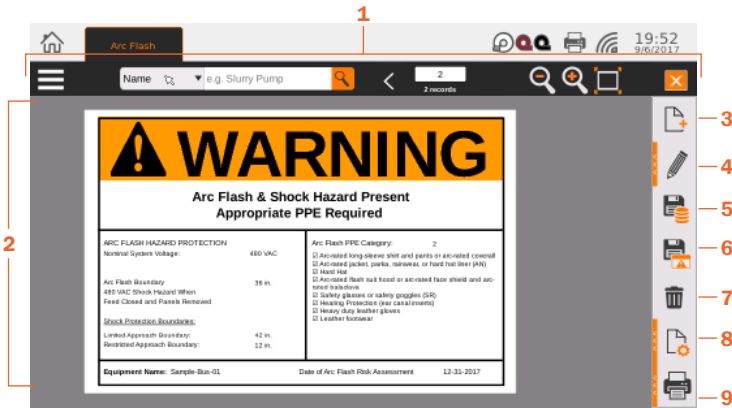 1
Arc Flash
19:52
9/6/2017
Name
e.g. Slurry Pump
2
2 records
WARNING
Arc Flash & Shock Hazard Present
Appropriate PPE Required
ARC FLASH HAZARD PROTECTION
Nominal System Voltage: 480 VAC
Arc Flash Boundary 36 in.
480 VAC Shock Hazard When
Feed Closed and Panels Removed
Shock Protection Boundaries:
Limited Approach Boundary: 42 in.
Restricted Approach Boundary: 12 in.
Arc Flash PPE Category: 2
☑ Arc-rated long-sleeve shirt and pants or arc-rated coverall
☑ Arc-rated jacket, parka, rainwear, or hard hat liner (AN)
☑ Hard Hat
☑ Arc-rated flash suit hood or arc-rated face shield and arc-
rated balaclava
☑ Safety glasses or safety goggles (SR)
☑ Hearing Protection (ear canal inserts)
☑ Heavy duty leather gloves
☑ Leather footwear
Equipment Name: Sample-Bus-01
Date of Arc Flash Risk Assessment 12-31-2017
2
3
4
5
6
7
8
9